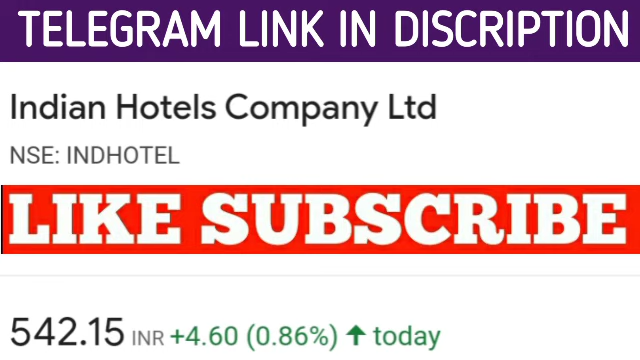 TELEGRAM LINK IN DISCRIPTION
Indian Hotels Company Ltd
NSE: INDHOTEL
LIKE SUBSCRIBE
542.15 INR +4.60 (0.86%) ↑ today